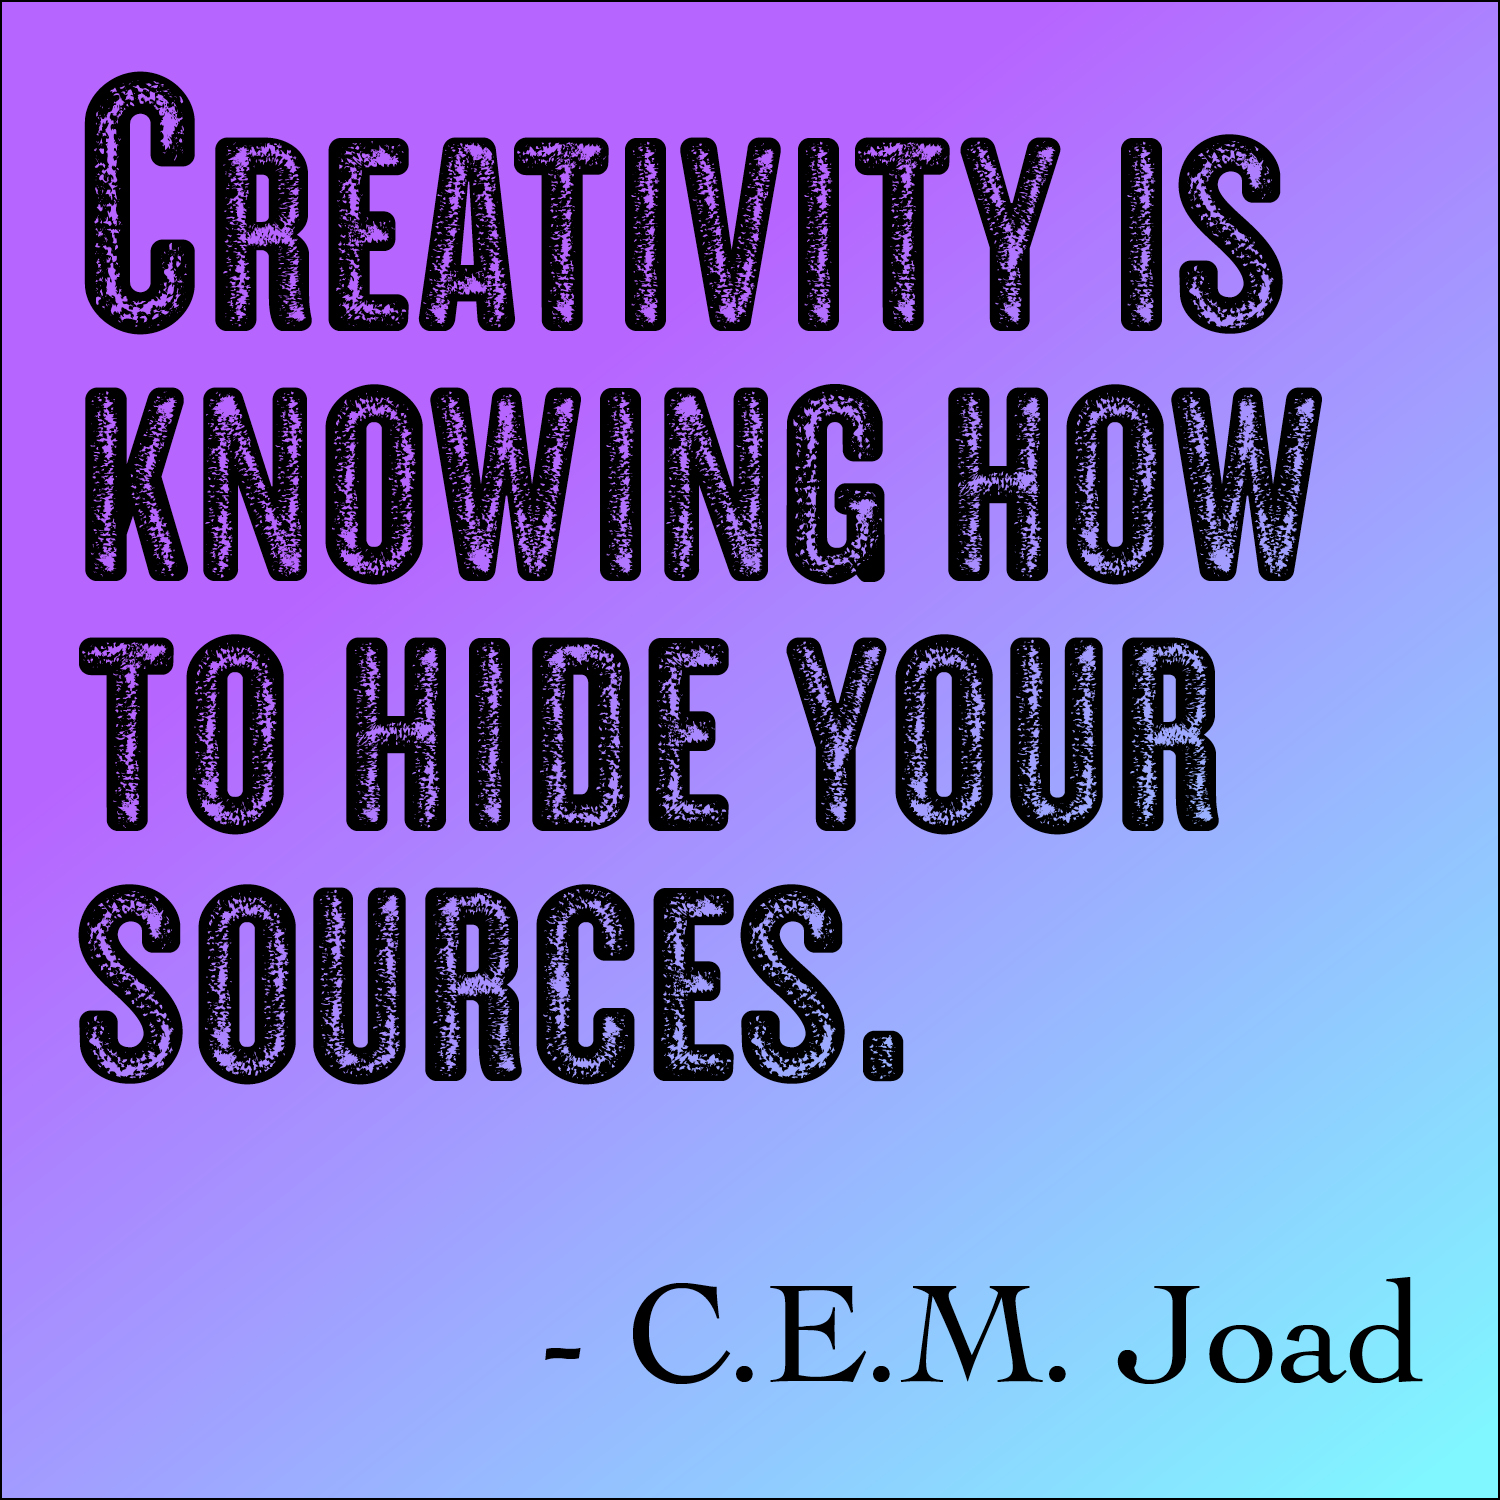 Creativity is
knowing how
to hide your
sources.
- C.E.M. Joad